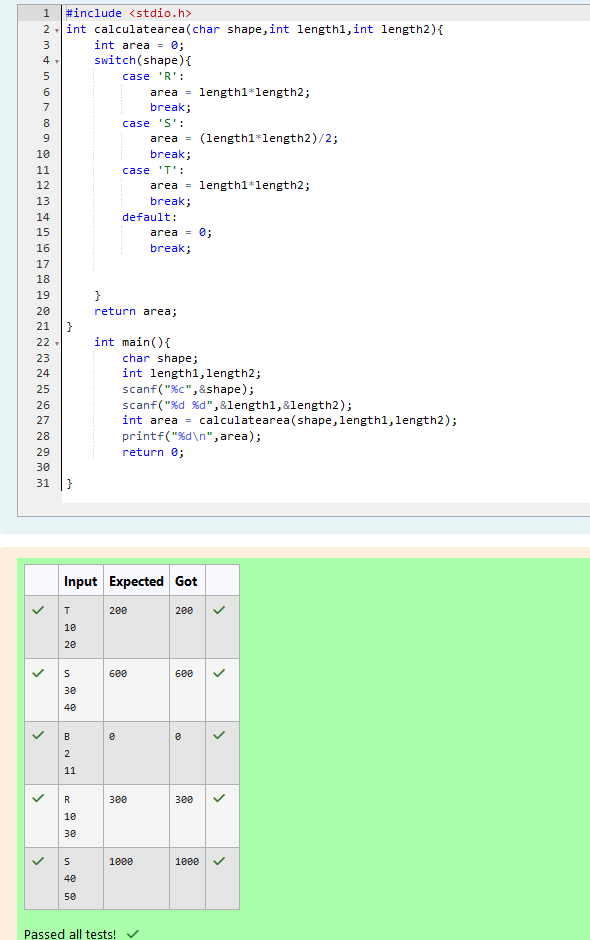 1 #include <stdio.h>
2 int calculatearea(char shape,int length1,int length2){
3 int area = 0;
4 switch(shape){
5 case 'R':
6 area = length1*length2;
7 break;
8 case 'S':
9 area = (length1*length2)/2;
10 break;
11 case 'T':
12 area = length1*length2;
13 break;
14 default:
15 area = 0;
16 break;
17
18
19 }
20 return area;
21 }
22 int main(){
23 char shape;
24 int length1,length2;
25 scanf("%c",&shape);
26 scanf("%d %d",&length1,&length2);
27 int area = calculatearea(shape,length1,length2);
28 printf("%d\n",area);
29 return 0;
30
31 }
Input Expected Got
T 200 200
10
20
S 600 600
30
40
B 0 0
2
11
R 300 300
10
30
S 1000 1000
40
50
Passed all tests!